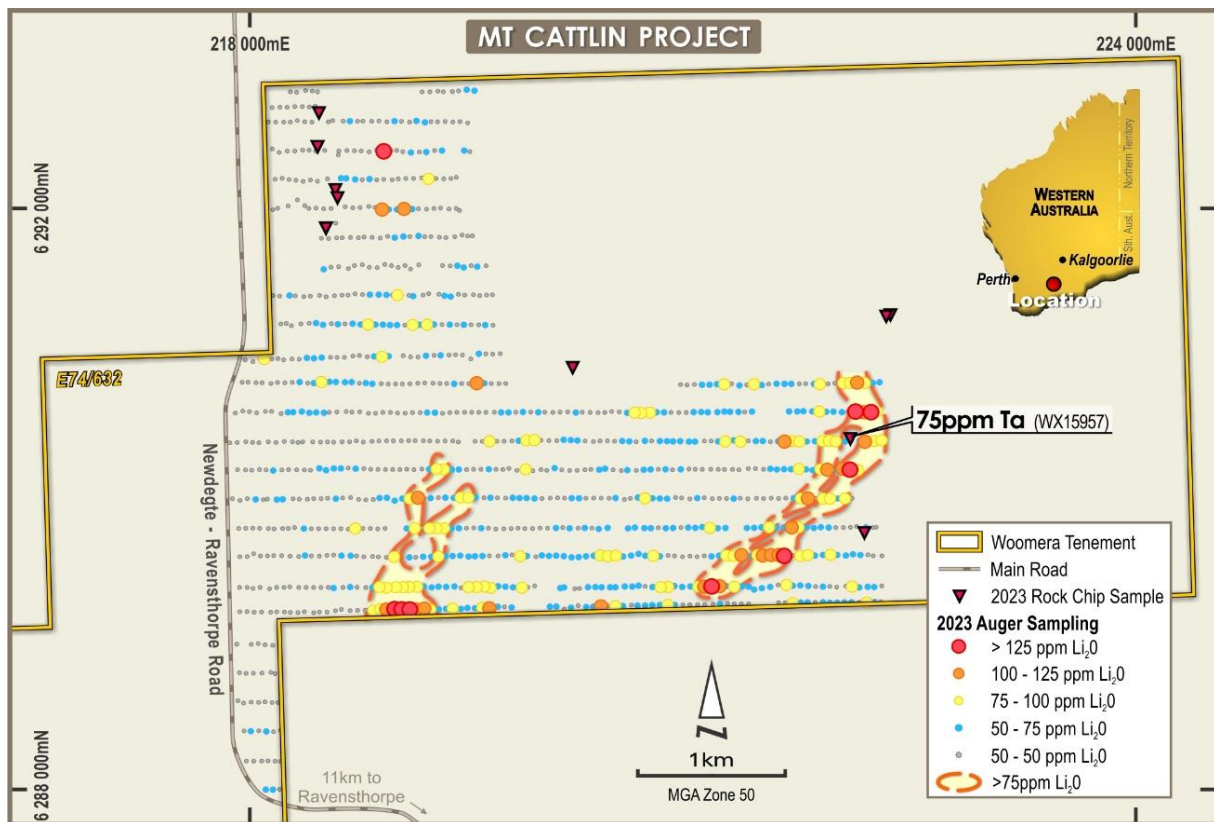 MT CATTLIN PROJECT
218 000mE
224 000mE
6 292 000mN
6 288 000mN
E74/632
Newdegte - Ravensthorpe Road
11km to
Ravensthorpe
75ppm Ta (WX15957)
WESTERN
AUSTRALIA
Northern Territory
Sth. Aust.
Kalgoorlie
Perth
Location
N
1km
MGA Zone 50
Woomera Tenement
Main Road
2023 Rock Chip Sample
2023 Auger Sampling
> 125 ppm Li₂0
100 - 125 ppm Li₂0
75 - 100 ppm Li₂0
50 - 75 ppm Li₂0
50 - 50 ppm Li₂0
>75ppm Li₂0